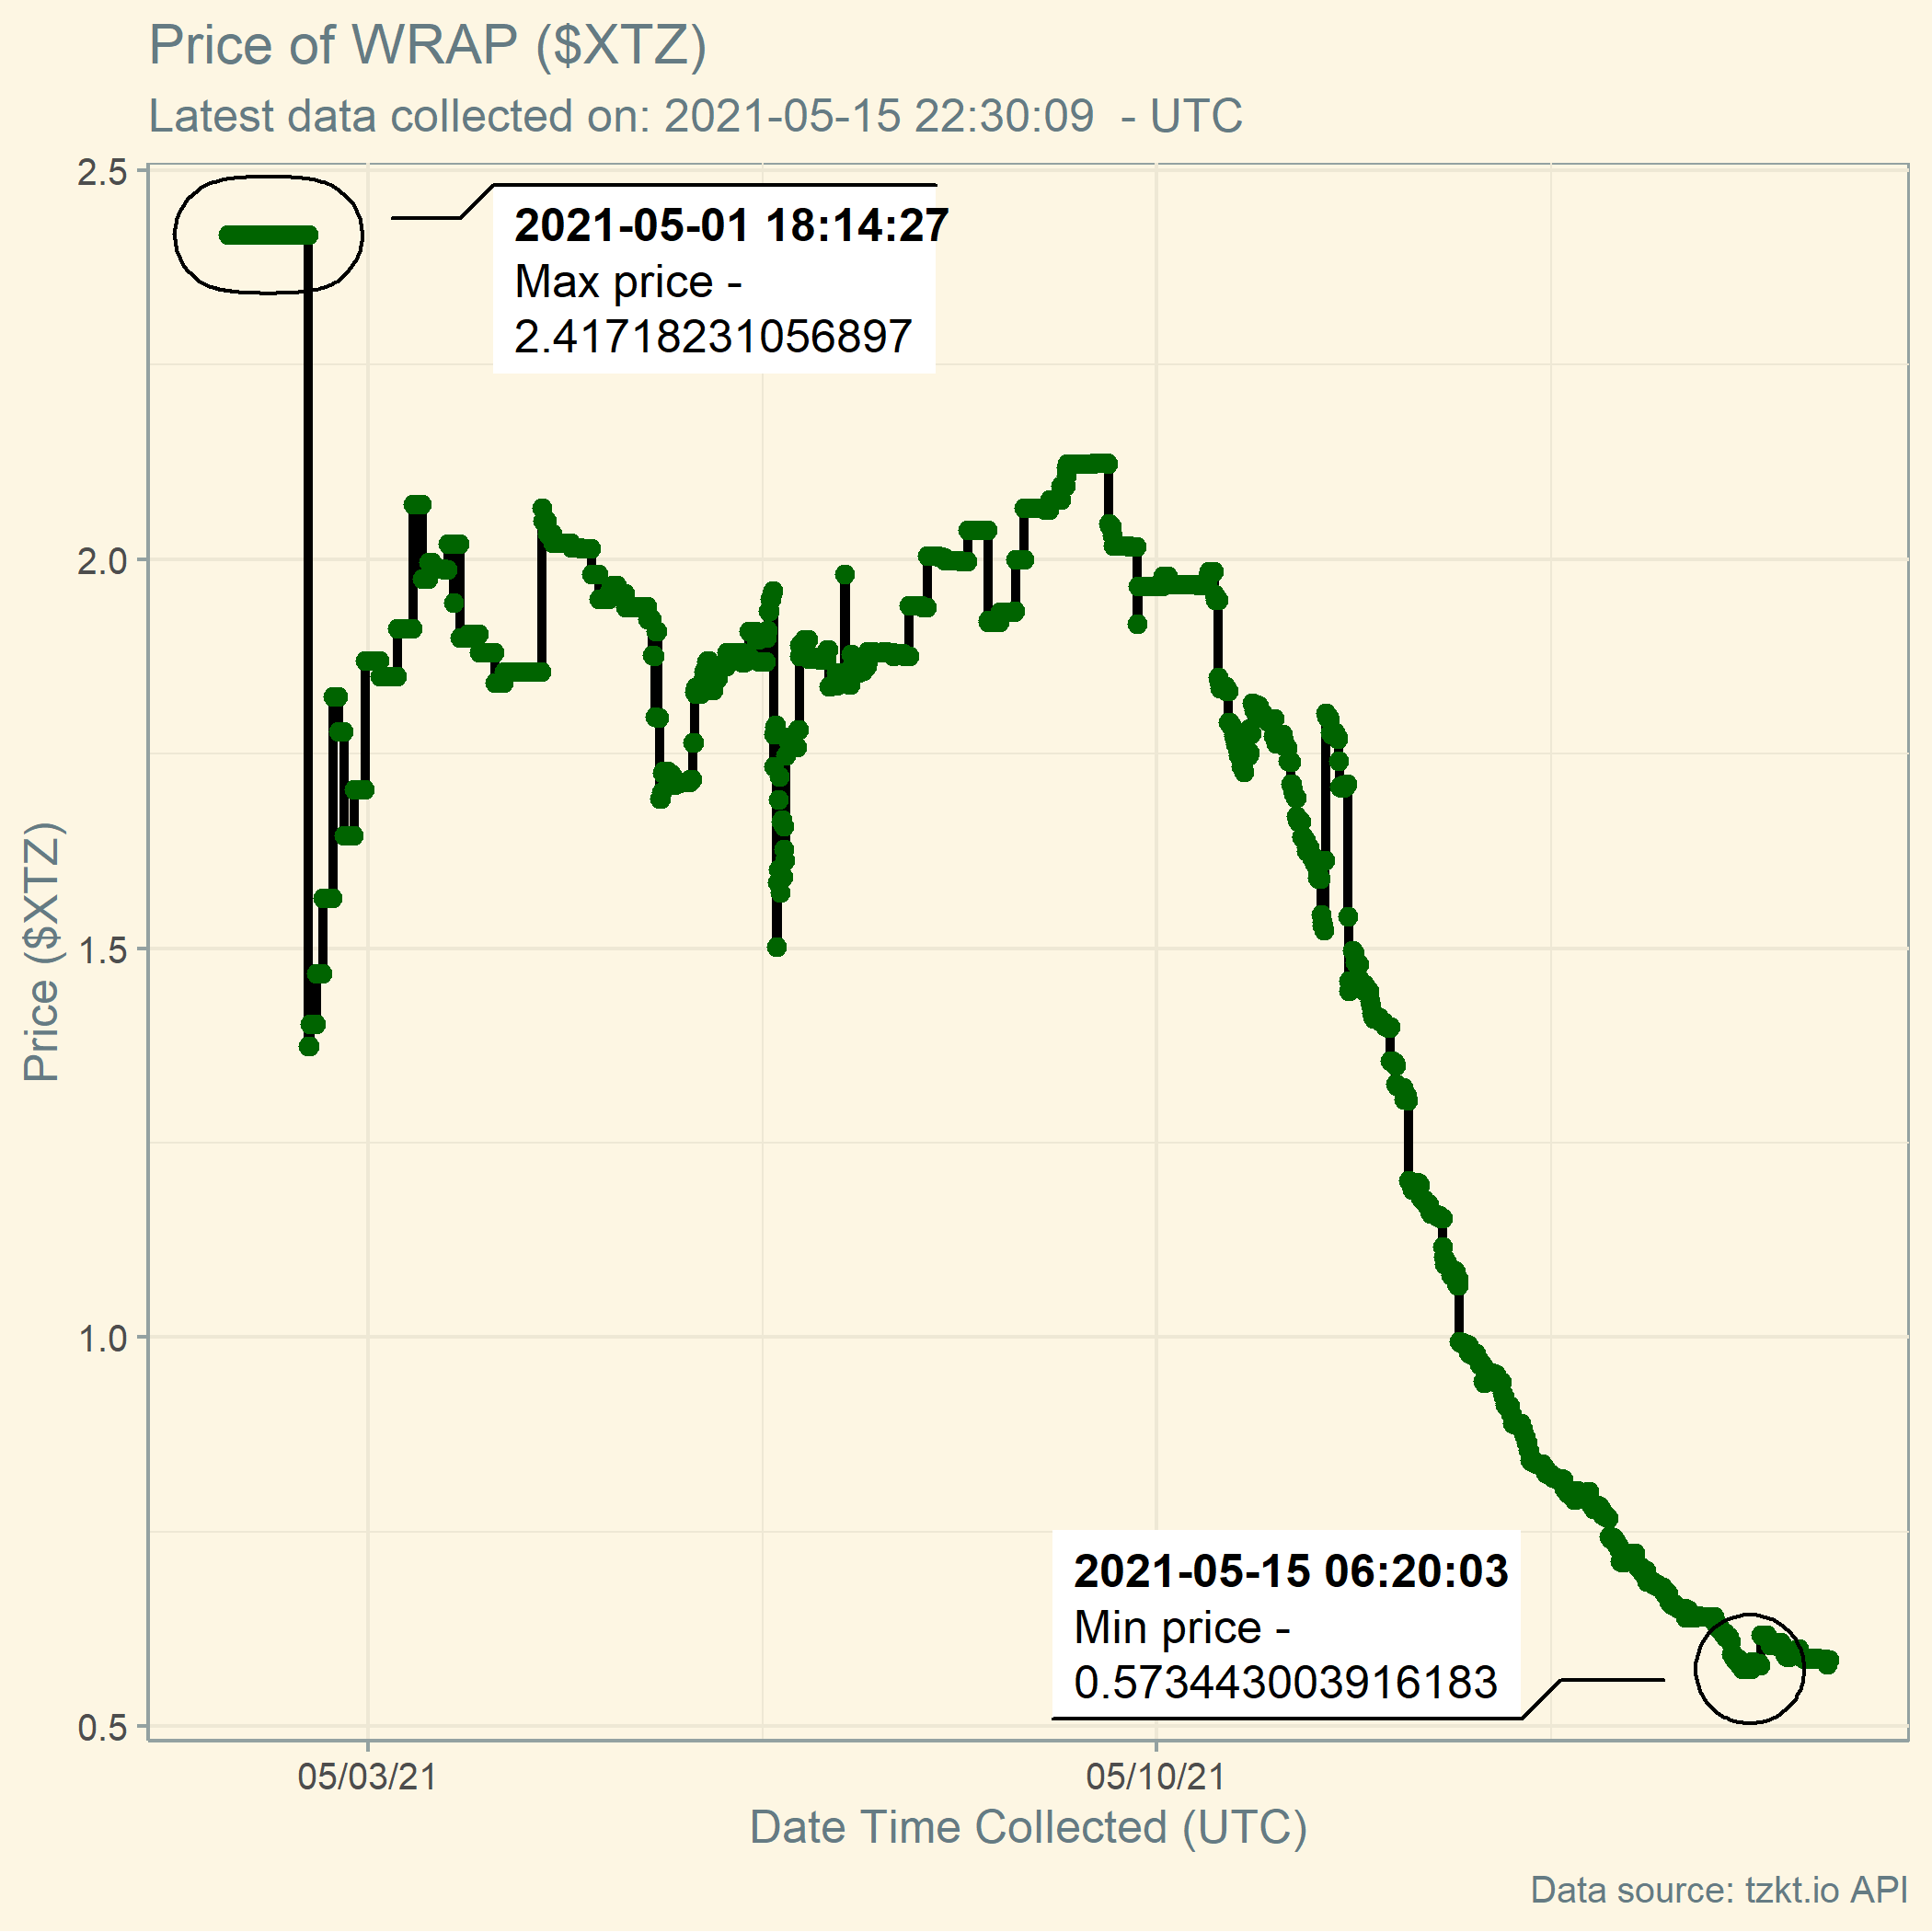 Price of WRAP ($XTZ)
Latest data collected on: 2021-05-15 22:30:09  - UTC
2.5
2.0
1.5
1.0
0.5
Price ($XTZ)
2021-05-01 18:14:27
Max price -
2.41718231056897
2021-05-15 06:20:03
Min price -
0.573443003916183
05/03/21
05/10/21
Date Time Collected (UTC)
Data source: tzkt.io API